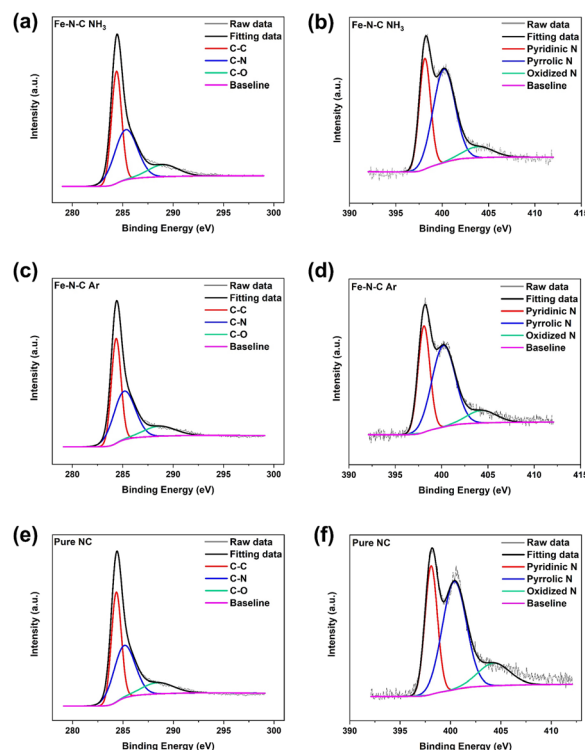 (a)
Fe-N-C NH₃
Raw data
Fitting data
C-C
C-N
C-O
Baseline
Intensity (a.u.)
280 285 290 295 300
Binding Energy (eV)
(b)
Fe-N-C NH₃
Raw data
Fitting data
Pyridinic N
Pyrrolic N
Oxidized N
Baseline
Intensity (a.u.)
390 395 400 405 410 415
Binding Energy (eV)
(c)
Fe-N-C Ar
Raw data
Fitting data
C-C
C-N
C-O
Baseline
Intensity (a.u.)
280 285 290 295 300
Binding Energy (eV)
(d)
Fe-N-C Ar
Raw data
Fitting data
Pyridinic N
Pyrrolic N
Oxidized N
Baseline
Intensity (a.u.)
390 395 400 405 410 415
Binding Energy (eV)
(e)
Pure NC
Raw data
Fitting data
C-C
C-N
C-O
Baseline
Intensity (a.u.)
280 285 290 295 300
Binding Energy (eV)
(f)
Pure NC
Raw data
Fitting data
Pyridinic N
Pyrrolic N
Oxidized N
Baseline
Intensity (a.u.)
390 395 400 405 410 415
Binding Energy (eV)